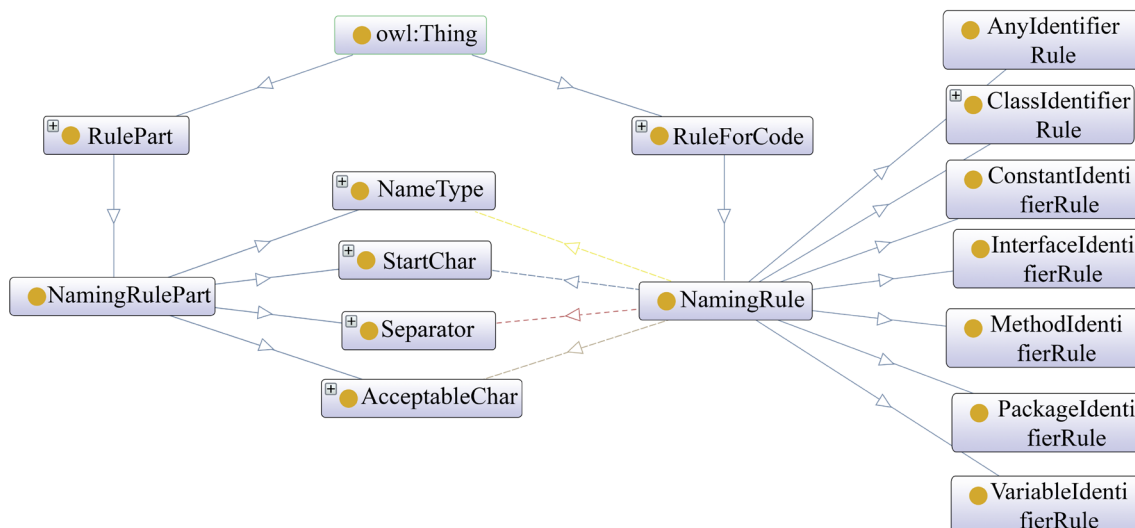 owl:Thing
RulePart
RuleForCode
NameType
StartChar
NamingRulePart
NamingRule
Separator
AcceptableChar
AnyIdentifier
Rule
ClassIdentifier
Rule
ConstantIdenti
fierRule
InterfaceIdenti
fierRule
MethodIdenti
fierRule
PackageIdenti
fierRule
VariableIdenti
fierRule